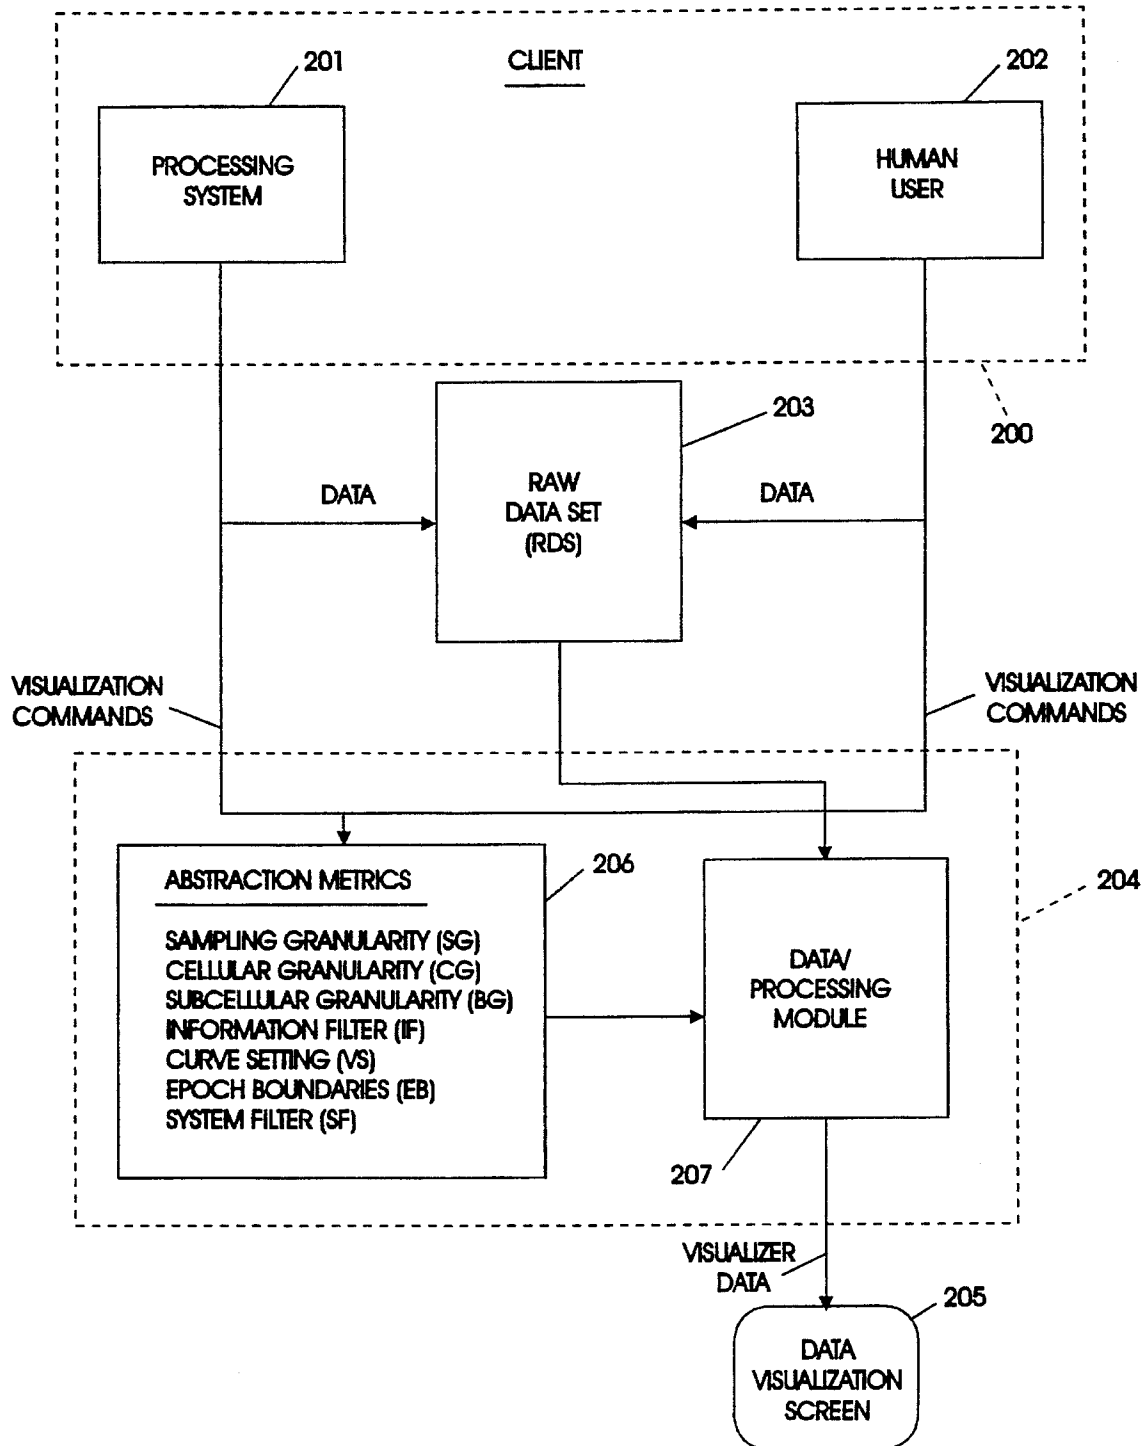 CLIENT
201
202
PROCESSING
SYSTEM
HUMAN
USER
200
203
RAW
DATA SET
(RDS)
DATA
DATA
VISUALIZATION
COMMANDS
VISUALIZATION
COMMANDS
204
206
ABSTRACTION METRICS
SAMPLING GRANULARITY (SG)
CELLULAR GRANULARITY (CG)
SUBCELLULAR GRANULARITY (BG)
INFORMATION FILTER (IF)
CURVE SETTING (VS)
EPOCH BOUNDARIES (EB)
SYSTEM FILTER (SF)
DATA/
PROCESSING
MODULE
207
VISUALIZER
DATA
205
DATA
VISUALIZATION
SCREEN